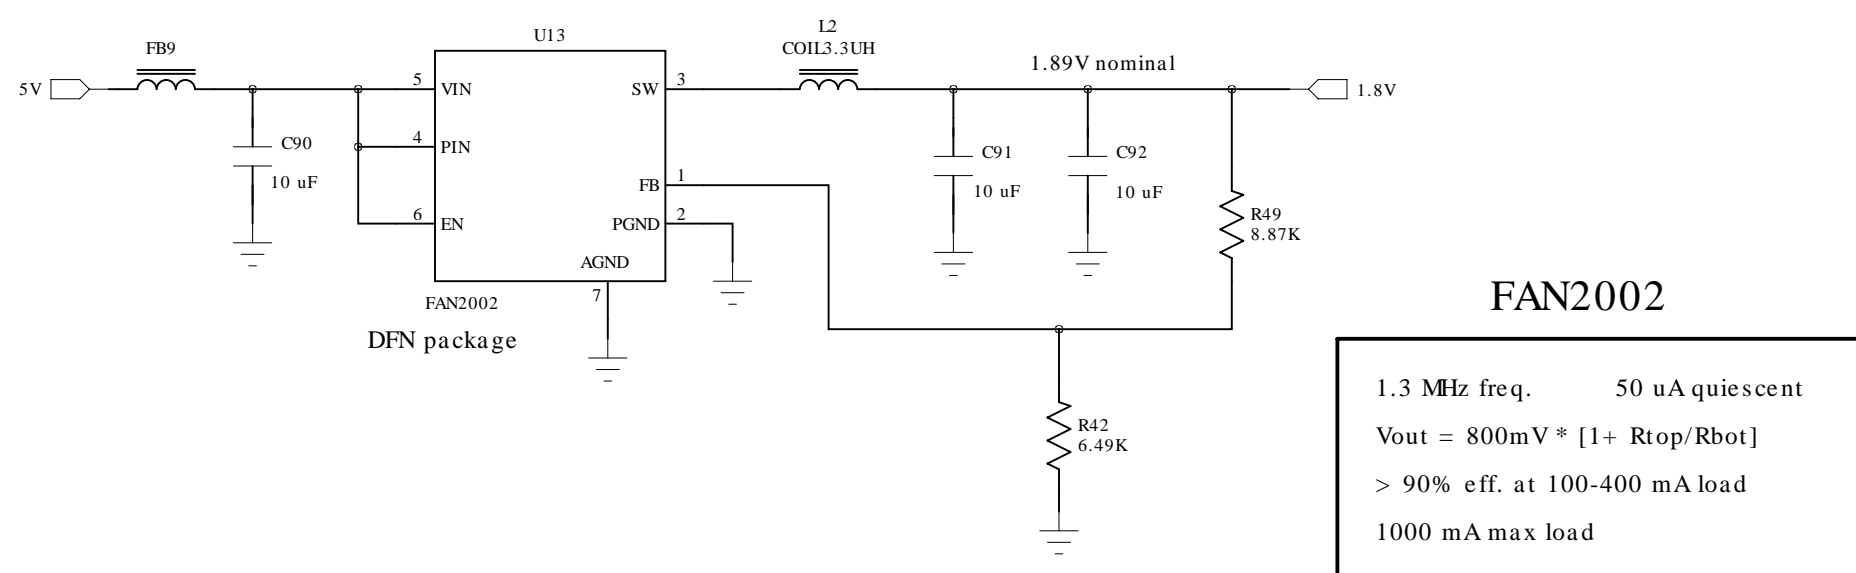 U13
L2
COIL3.3UH
FB9
1.89V nominal
5V
5
VIN
SW
3
1.8V
C90
10 uF
4
PIN
C91
10 uF
C92
10 uF
FB
1
R49
8.87K
6
EN
PGND
2
AGND
7
FAN2002
DFN package
R42
6.49K
FAN2002
1.3 MHz freq. 50 uA quiescent
Vout = 800mV * [1+ Rtop/Rbot]
> 90% eff. at 100-400 mA load
1000 mA max load